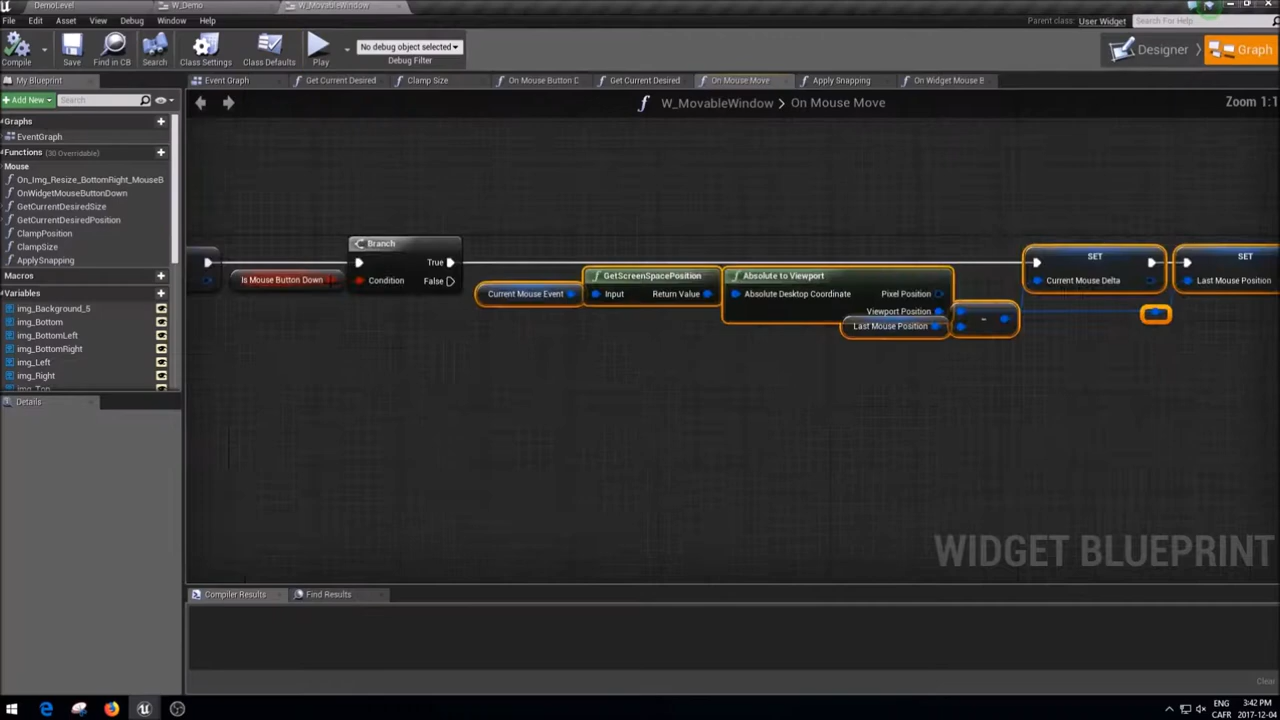 DemoLevel
W_Demo
W_MovableWindow
File Edit Asset View Debug Window Help
Parent class: User Widget
Search For Help
Compile
Save
Find in CB
Search
Class Settings
Class Defaults
Play
No debug object selected
Debug Filter
Designer
Graph
My Blueprint
Event Graph
Get Current Desired
Clamp Size
On Mouse Button D
Get Current Desired
On Mouse Move
Apply Snapping
On Widget Mouse B
+ Add New
Search
W_MovableWindow > On Mouse Move
Zoom 1:1
Graphs
EventGraph
Functions (30 Overridable)
Mouse
On_Img_Resize_BottomRight_MouseB
OnWidgetMouseButtonDown
GetCurrentDesiredSize
GetCurrentDesiredPosition
ClampPosition
ClampSize
ApplySnapping
Macros
Variables
img_Background_5
img_Bottom
img_BottomLeft
img_BottomRight
img_Left
img_Right
img_Top
Details
Branch
True
Is Mouse Button Down
Condition
False
Current Mouse Event
GetScreenSpacePosition
Input
Return Value
Absolute to Viewport
Absolute Desktop Coordinate
Pixel Position
Viewport Position
Last Mouse Position
-
SET
Current Mouse Delta
SET
Last Mouse Position
WIDGET BLUEPRINT
Compiler Results
Find Results
Clear
ENG
CAFR
3:42 PM
2017-12-04